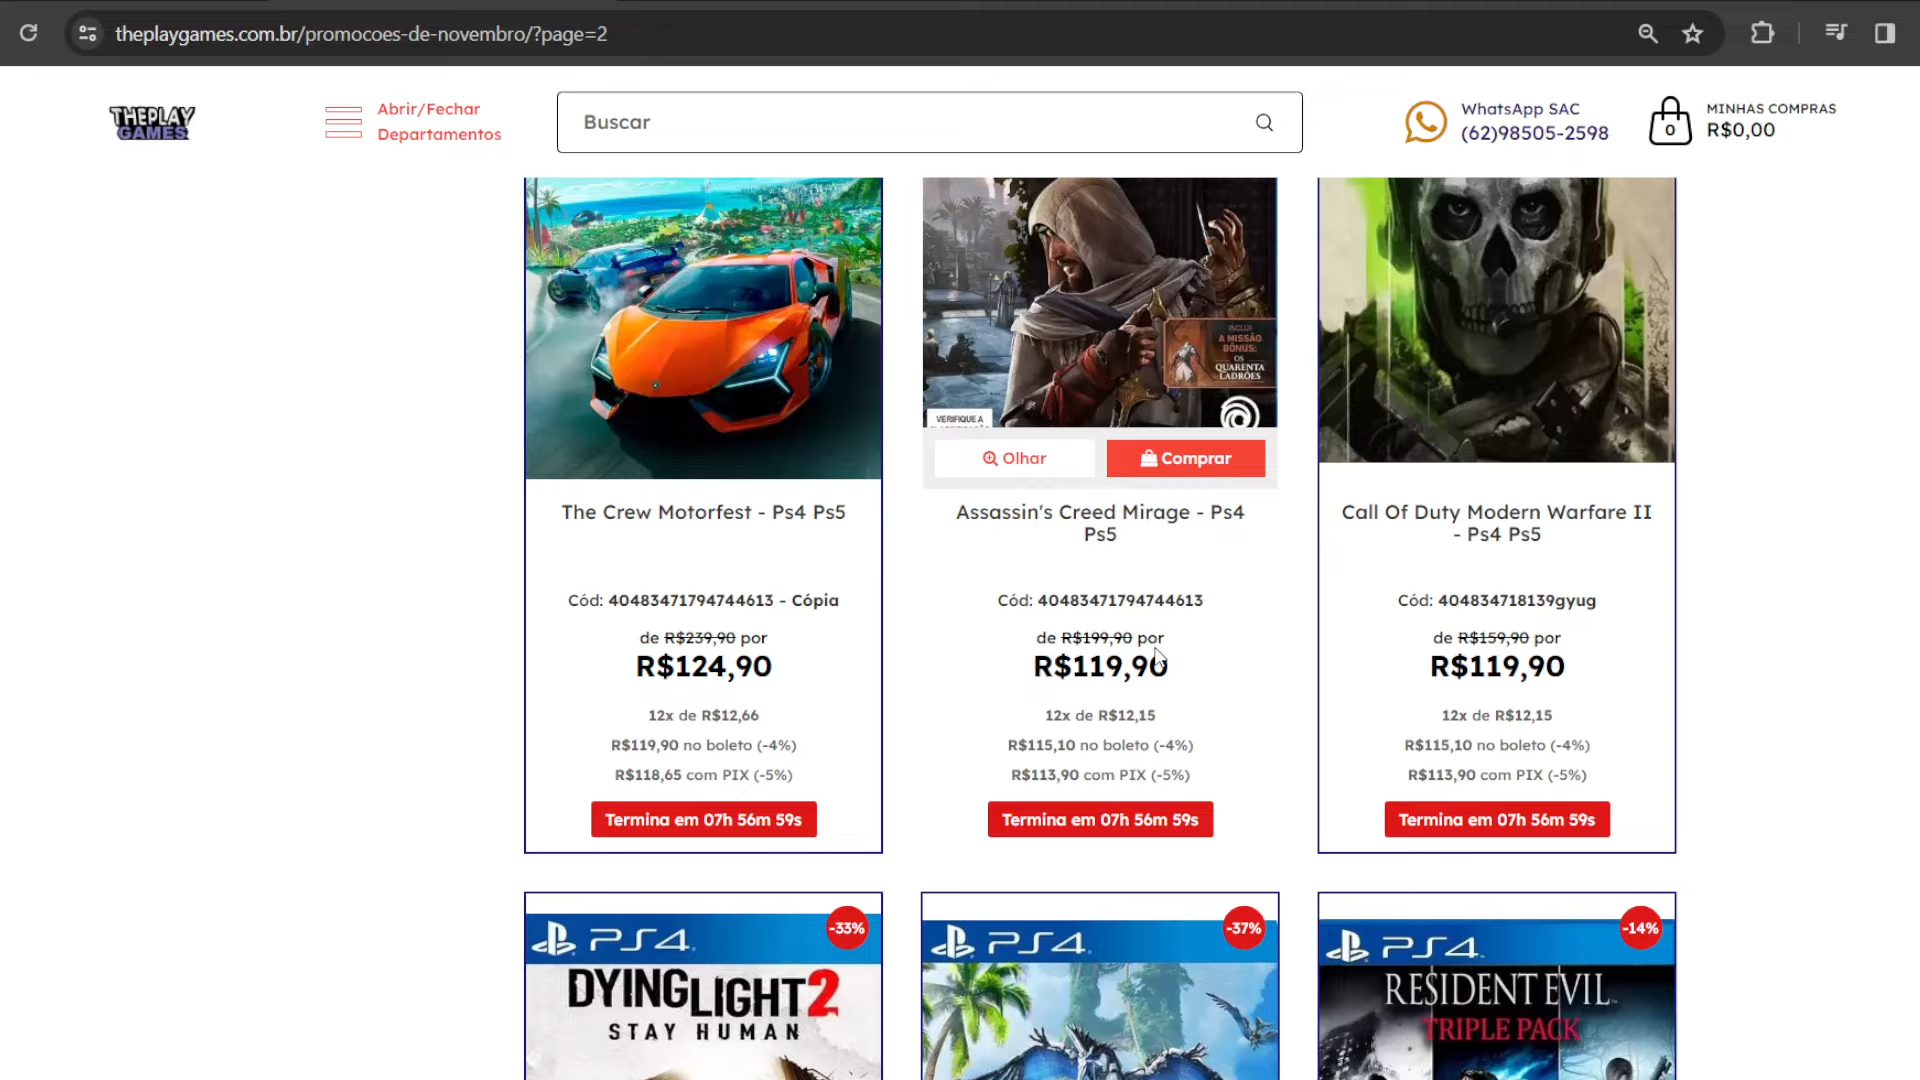 theplaygames.com.br/promocoes-de-novembro/?page=2
THEPLAY
GAMES
Abrir/Fechar
Departamentos
Buscar
WhatsApp SAC
(62)98505-2598
0
MINHAS COMPRAS
R$0,00
INCLUI
A MISSÃO
BÔNUS:
OS
QUARENTA
LADRÕES
VERIFIQUE A
Olhar
Comprar
The Crew Motorfest - Ps4 Ps5
Cód: 40483471794744613 - Cópia
de R$239,90 por
R$124,90
12x de R$12,66
R$119,90 no boleto (-4%)
R$118,65 com PIX (-5%)
Termina em 07h 56m 59s
Assassin's Creed Mirage - Ps4
Ps5
Cód: 40483471794744613
de R$199,90 por
R$119,90
12x de R$12,15
R$115,10 no boleto (-4%)
R$113,90 com PIX (-5%)
Termina em 07h 56m 59s
Call Of Duty Modern Warfare II
- Ps4 Ps5
Cód: 404834718139gyug
de R$159,90 por
R$119,90
12x de R$12,15
R$115,10 no boleto (-4%)
R$113,90 com PIX (-5%)
Termina em 07h 56m 59s
PS4
-33%
DYING LIGHT 2
STAY HUMAN
PS4
-37%
PS4
-14%
RESIDENT EVIL
TRIPLE PACK